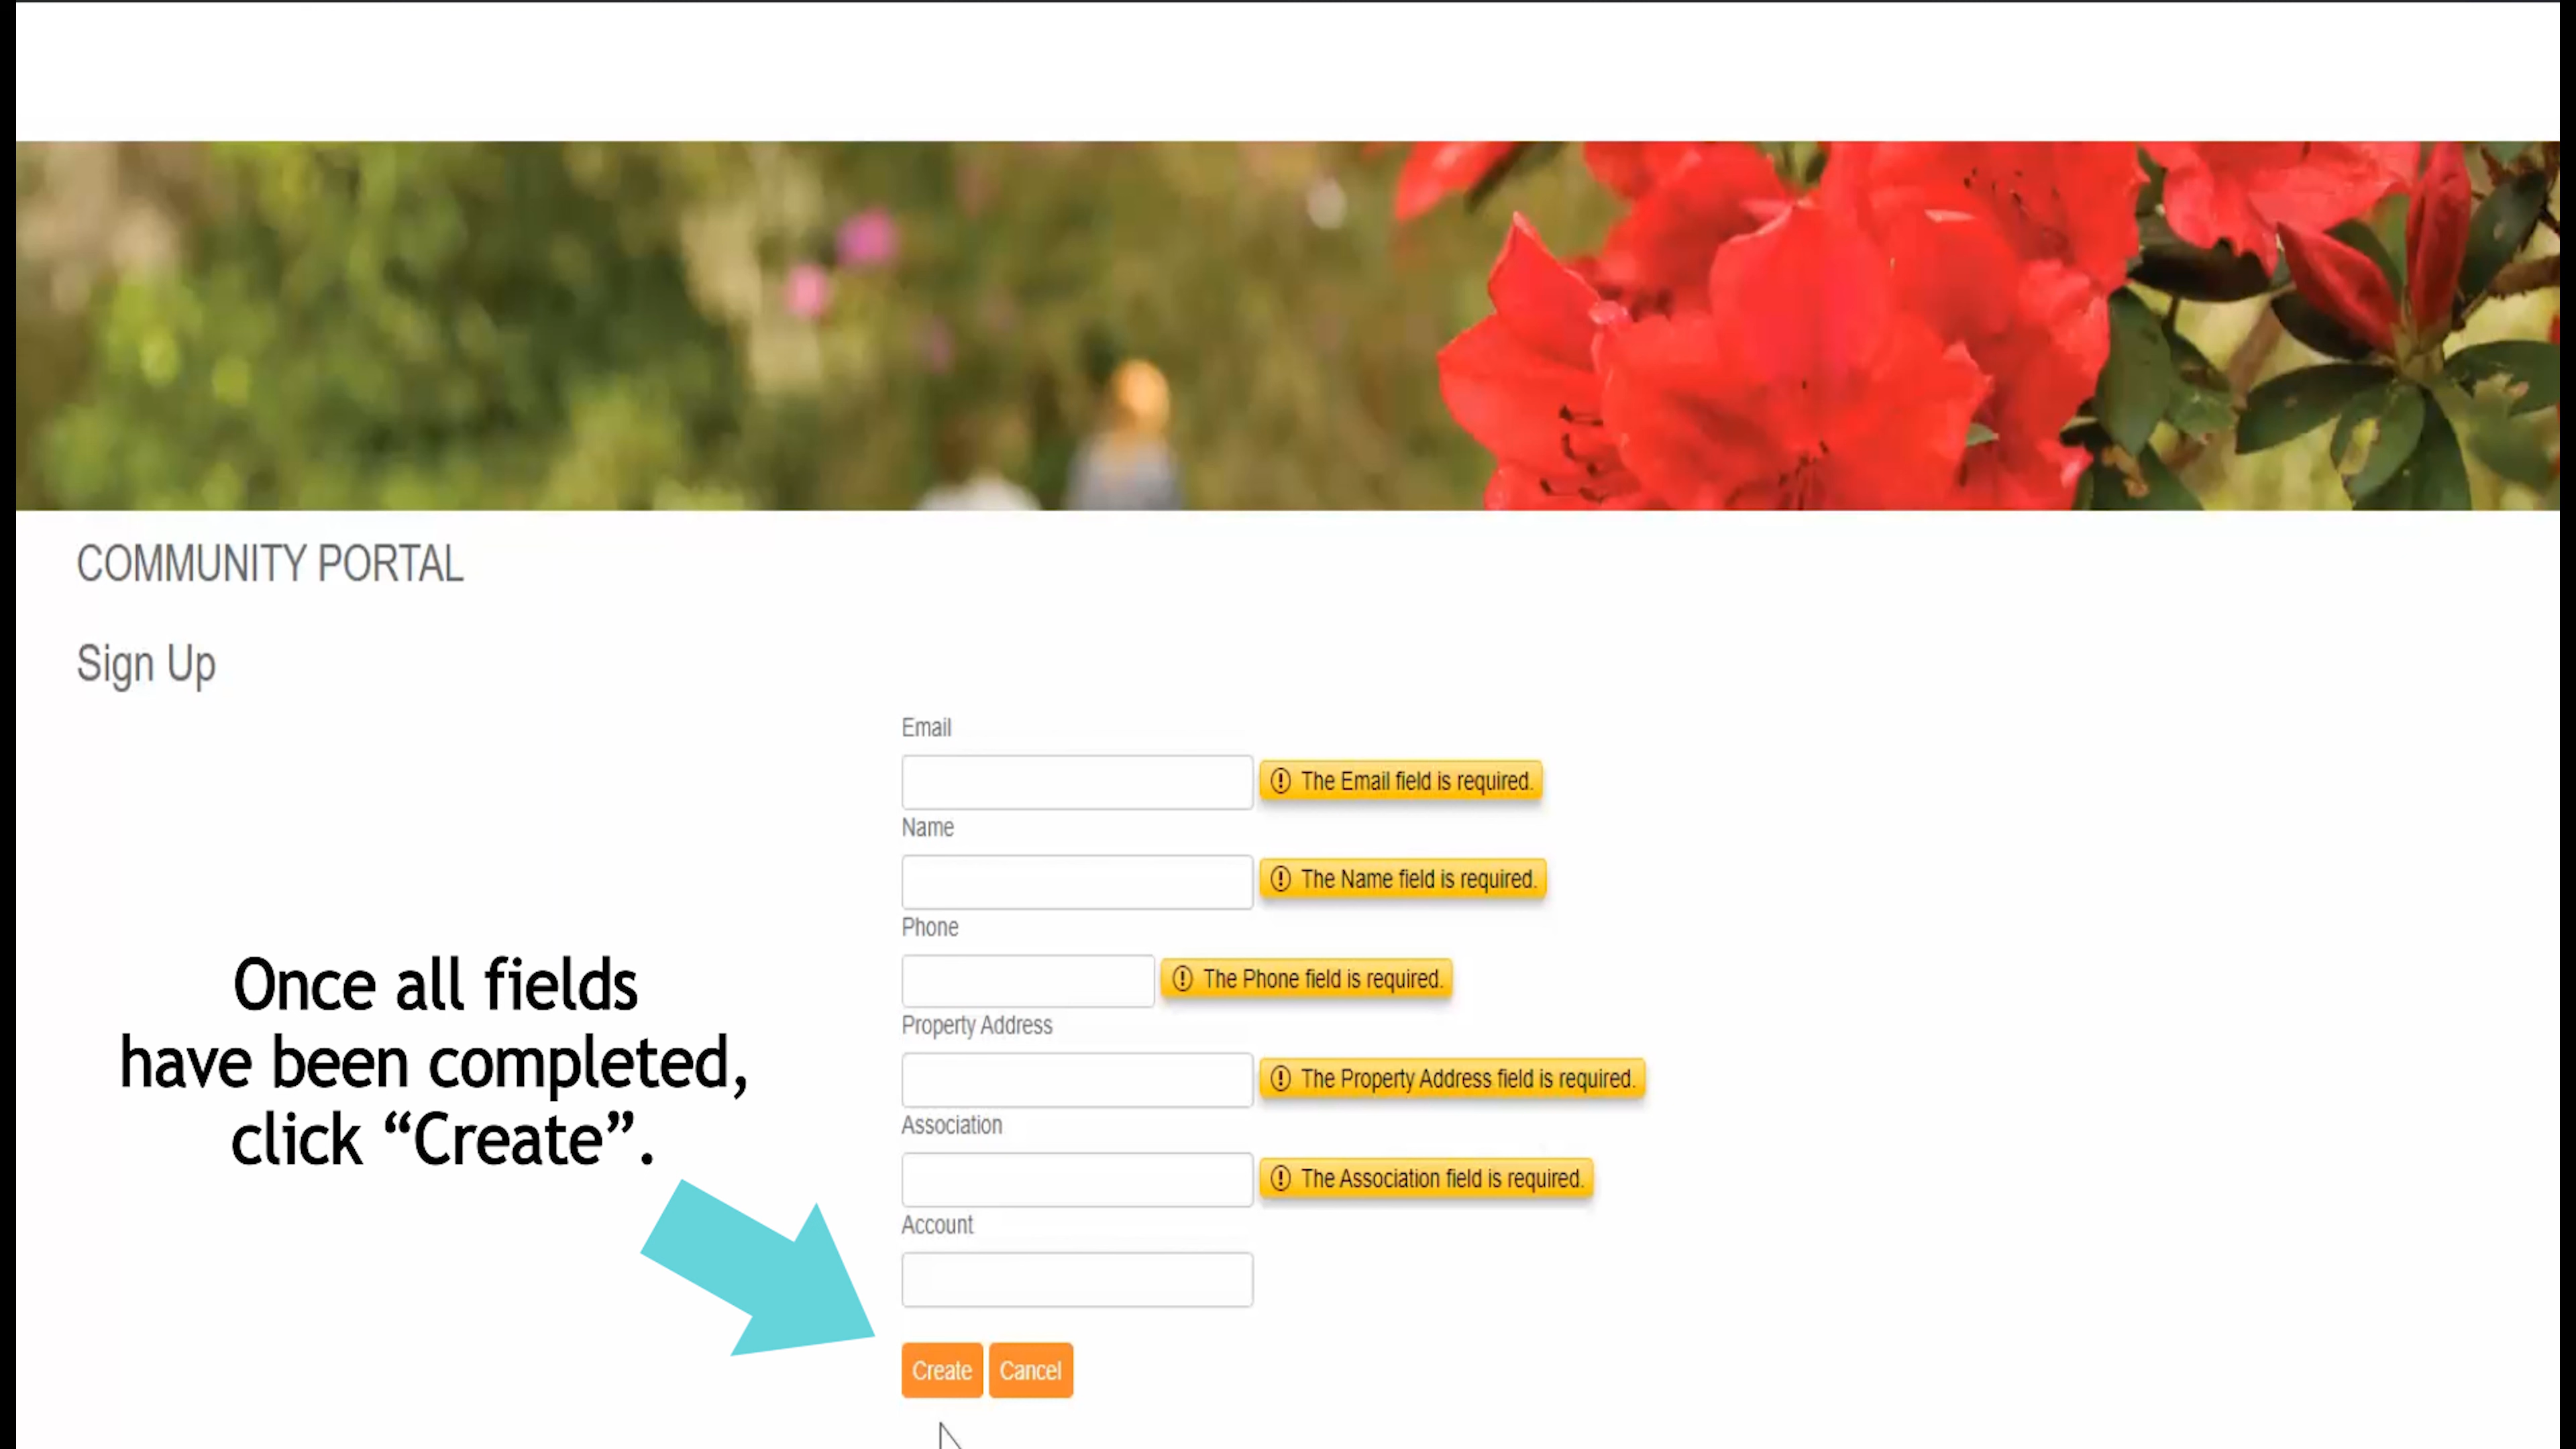 COMMUNITY PORTAL
Sign Up
Email
The Email field is required.
Name
The Name field is required.
Phone
The Phone field is required.
Property Address
The Property Address field is required.
Association
The Association field is required.
Account
Once all fields
have been completed,
click “Create”.
Create Cancel